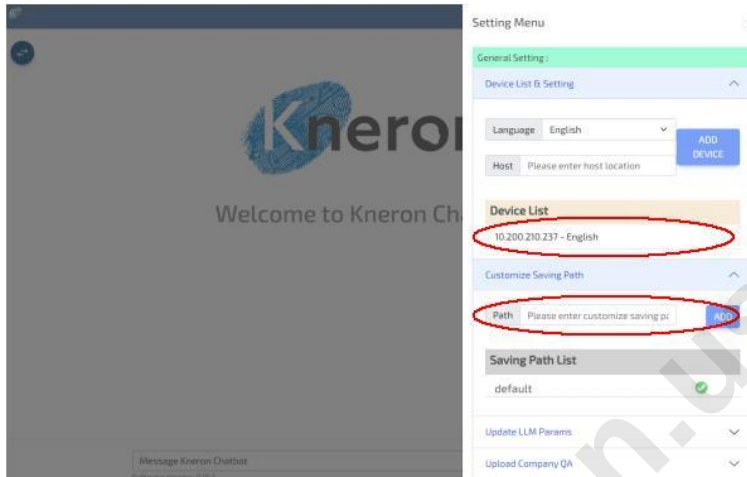 Setting Menu
General Setting :
Device List & Setting
Language English
ADD DEVICE
Host Please enter host location
Device List
10.200.210.237 - English
Customize Saving Path
Path Please enter customize saving pa
ADD
Saving Path List
default
Update LLM Params
Upload Company QA
Kneron
Welcome to Kneron Ch
Message Kneron Chatbot